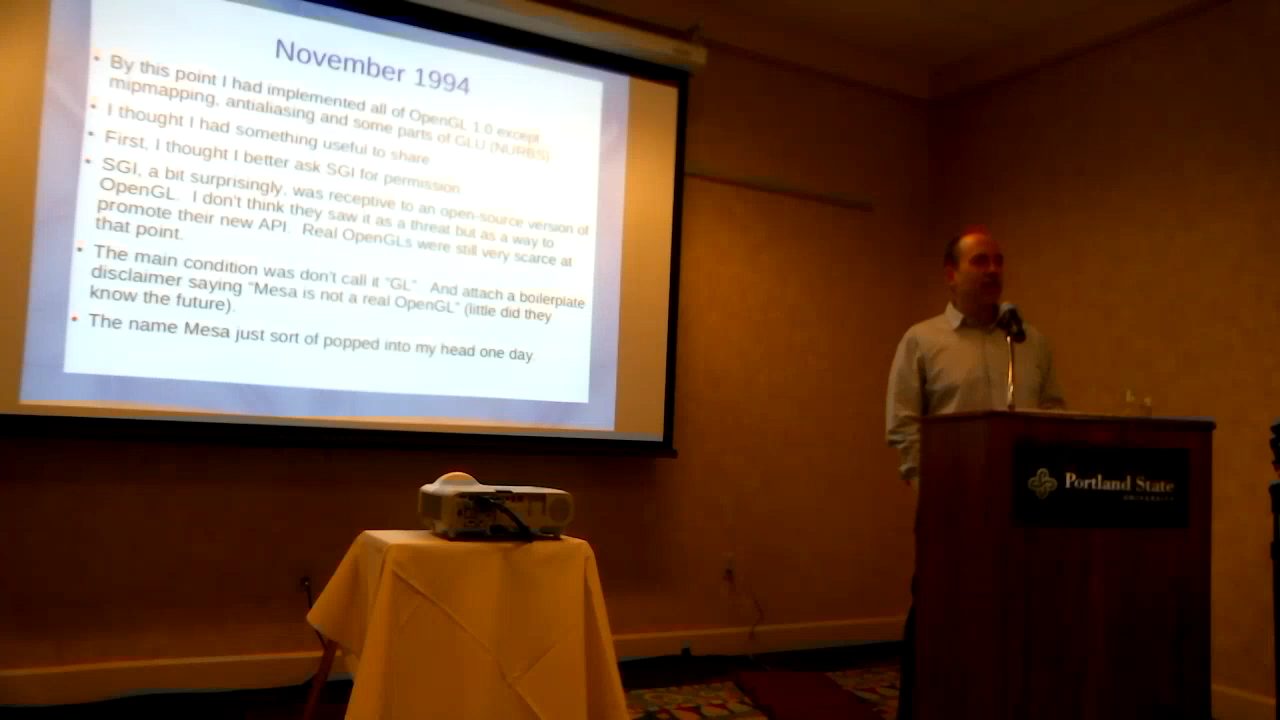 November 1994
• By this point I had implemented all of OpenGL 1.0 except
mipmapping, antialiasing and some parts of GLU (NURBS)
• I thought I had something useful to share
• First, I thought I better ask SGI for permission
• SGI, a bit surprisingly, was receptive to an open-source version of
OpenGL. I don't think they saw it as a threat but as a way to
promote their new API. Real OpenGLs were still very scarce at
that point.
• The main condition was don't call it "GL". And attach a boilerplate
disclaimer saying "Mesa is not a real OpenGL" (little did they
know the future).
• The name Mesa just sort of popped into my head one day.
Portland State
UNIVERSITY